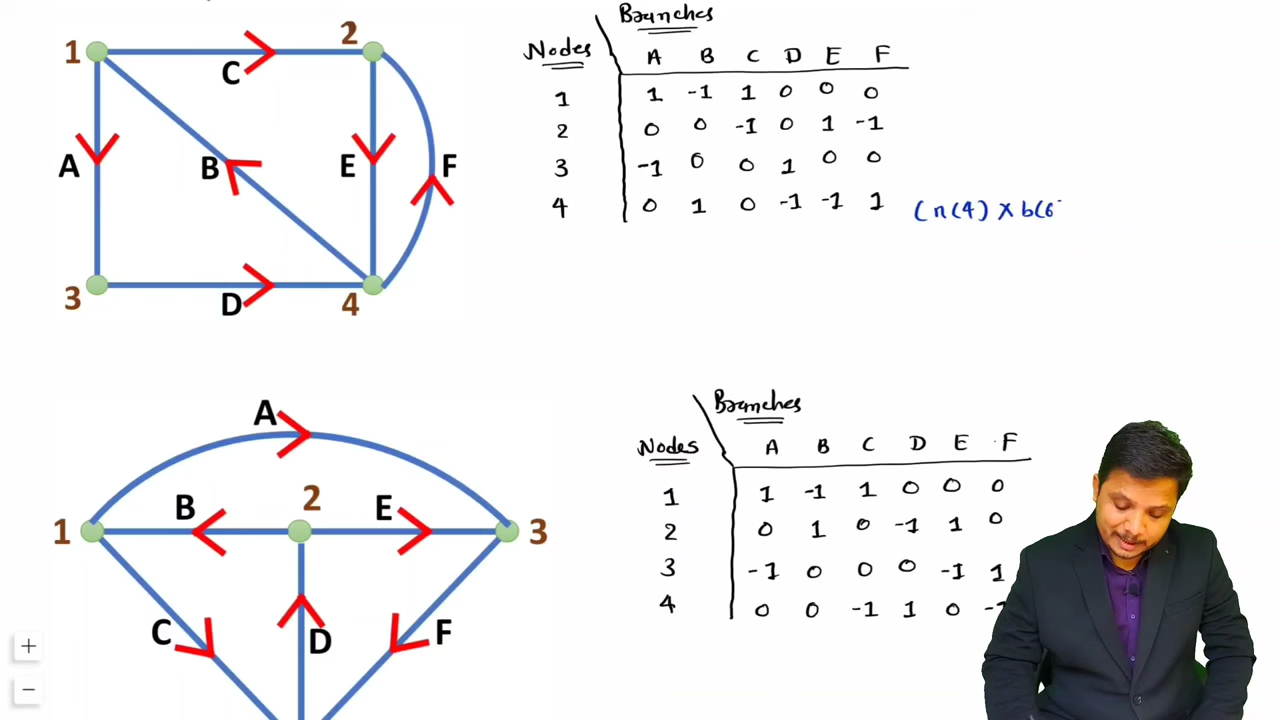 Branches
Nodes A B C D E F
1 1 -1 1 0 0 0
2 0 0 -1 0 1 -1
3 -1 0 0 1 0 0
4 0 1 0 -1 -1 1 (n(4) × b(6
1 2
C
A B E F
3 D 4
Branches
Nodes A B C D E F
1 1 -1 1 0 0 0
2 0 1 0 -1 1 0
3 -1 0 0 0 -1 1
4 0 0 -1 1 0 -1
A
B 2 E
1 3
C D F
+
−